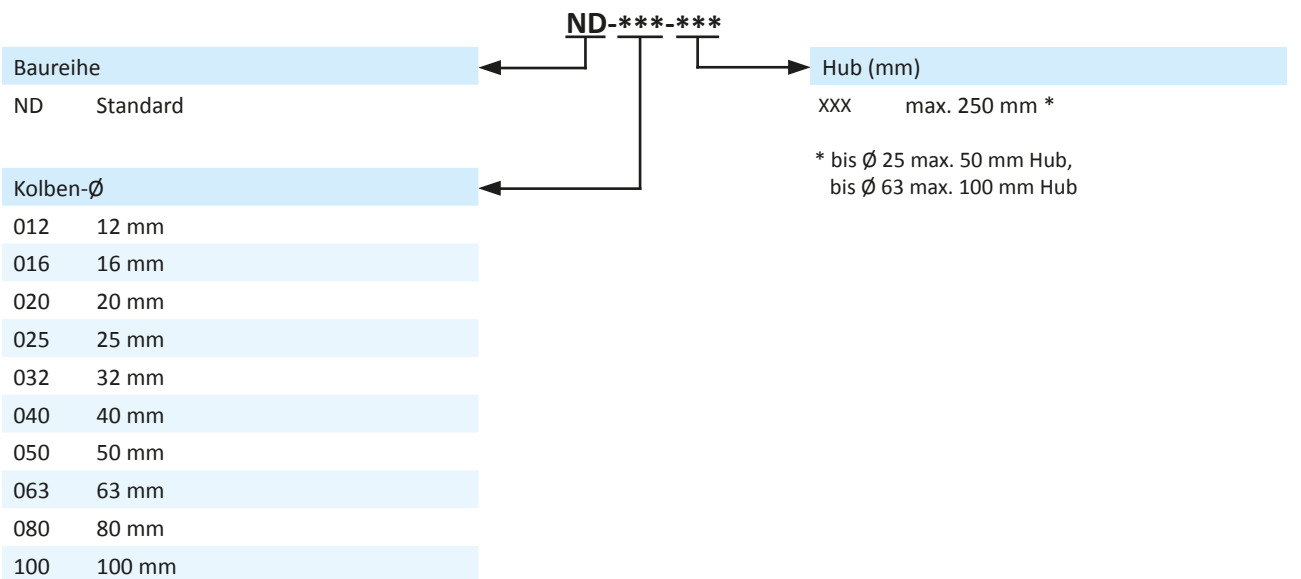 ND-***-***
Baureihe
ND Standard
Kolben-Ø
012 12 mm
016 16 mm
020 20 mm
025 25 mm
032 32 mm
040 40 mm
050 50 mm
063 63 mm
080 80 mm
100 100 mm
Hub (mm)
XXX max. 250 mm *
* bis Ø 25 max. 50 mm Hub,
bis Ø 63 max. 100 mm Hub